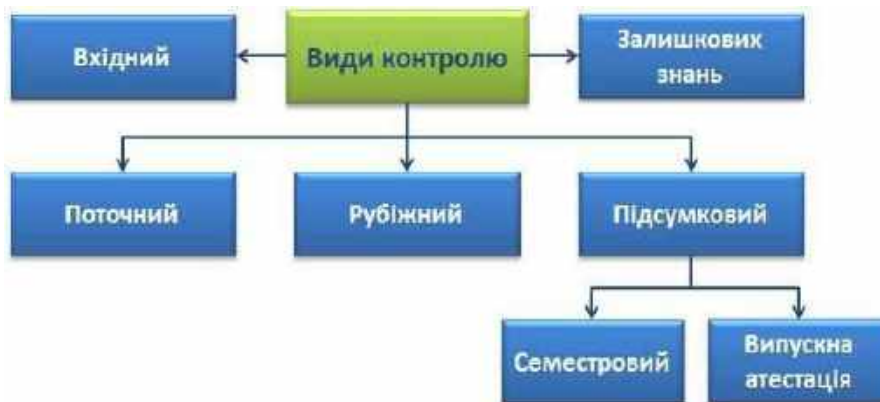 Вхідний
Види контролю
Залишкових
знань
Поточний
Рубіжний
Підсумковий
Семестровий
Випускна
атестація